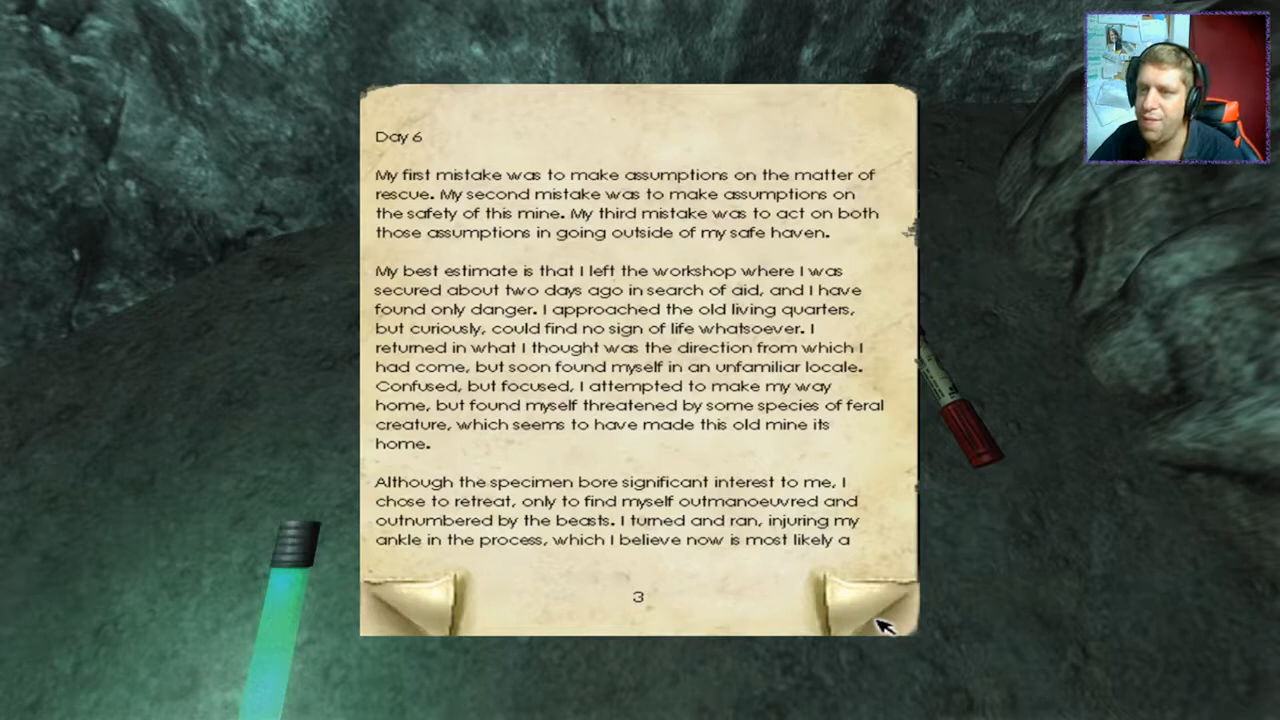 Day 6
My first mistake was to make assumptions on the matter of
rescue. My second mistake was to make assumptions on
the safety of this mine. My third mistake was to act on both
those assumptions in going outside of my safe haven.
My best estimate is that I left the workshop where I was
secured about two days ago in search of aid, and I have
found only danger. I approached the old living quarters,
but curiously, could find no sign of life whatsoever. I
returned in what I thought was the direction from which I
had come, but soon found myself in an unfamiliar locale.
Confused, but focused, I attempted to make my way
home, but found myself threatened by some species of feral
creature, which seems to have made this old mine its
home.
Although the specimen bore significant interest to me, I
chose to retreat, only to find myself outmanoeuvred and
outnumbered by the beasts. I turned and ran, injuring my
ankle in the process, which I believe now is most likely a
3